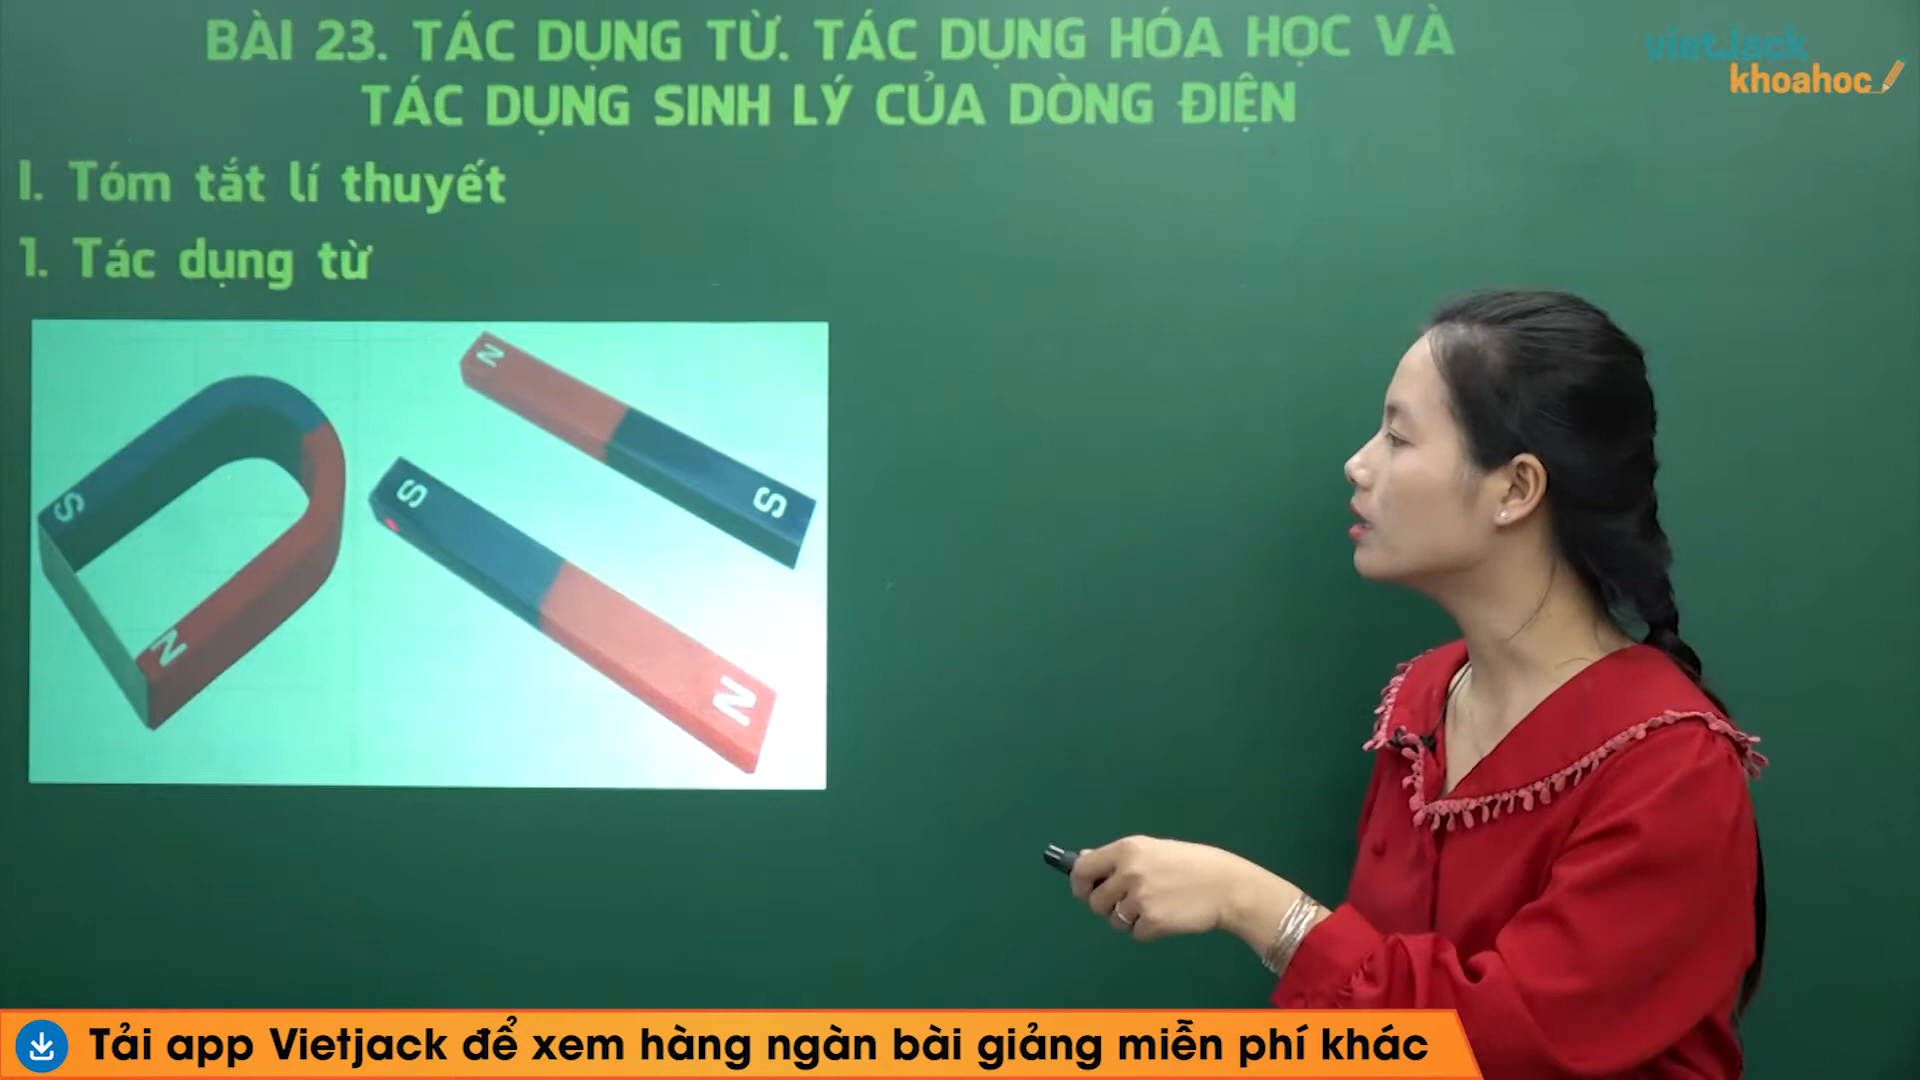 BÀI 23. TÁC DỤNG TỪ. TÁC DỤNG HÓA HỌC VÀ
TÁC DỤNG SINH LÝ CỦA DÒNG ĐIỆN
vietJack
khoahoc
I. Tóm tắt lí thuyết
1. Tác dụng từ
N
S
S
S
N
N
Tải app Vietjack để xem hàng ngàn bài giảng miễn phí khác